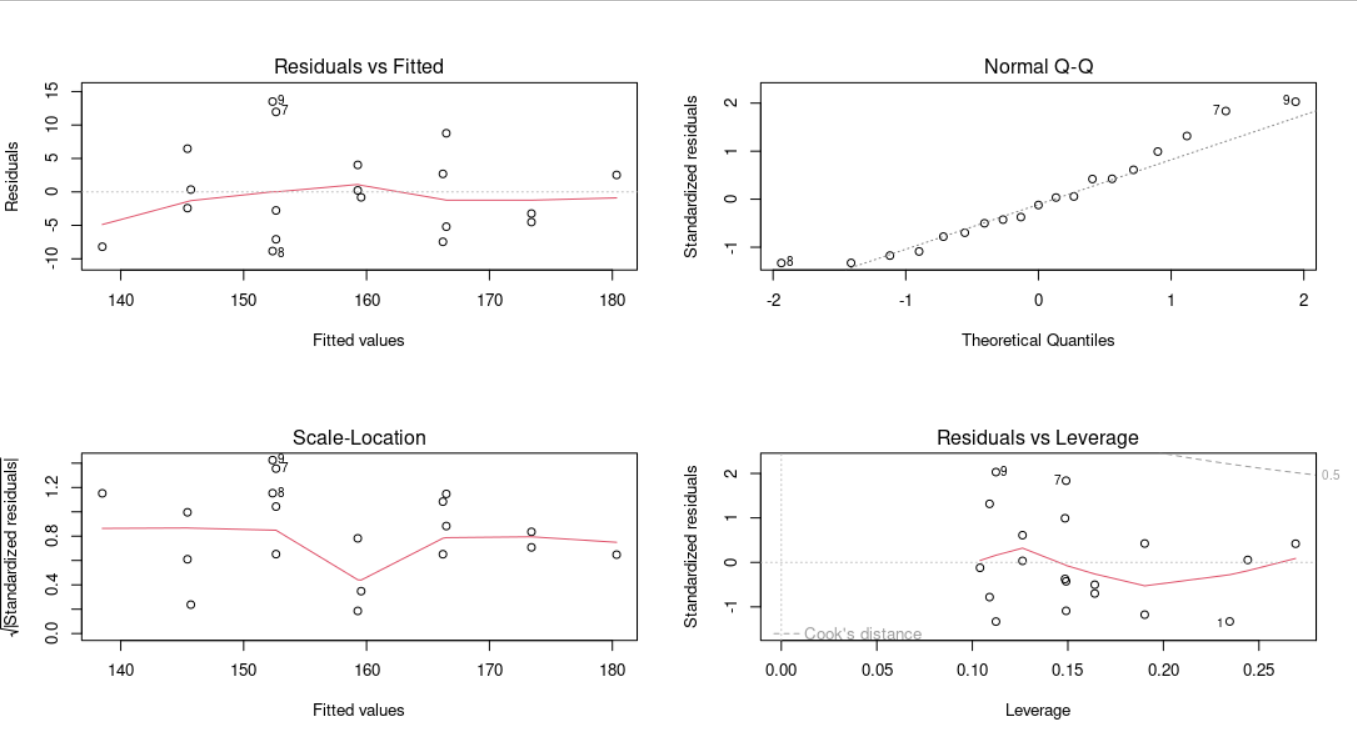 Residuals vs Fitted
Residuals
15
10
5
0
-5
-10
9
7
8
140 150 160 170 180
Fitted values
Normal Q-Q
Standardized residuals
2
1
0
-1
7
9
8
-2 -1 0 1 2
Theoretical Quantiles
Scale-Location
√|Standardized residuals|
1.2
0.8
0.4
0.0
9
7
8
140 150 160 170 180
Fitted values
Residuals vs Leverage
Standardized residuals
2
1
0
-1
9
7
1
0.5
Cook's distance
0.00 0.05 0.10 0.15 0.20 0.25
Leverage